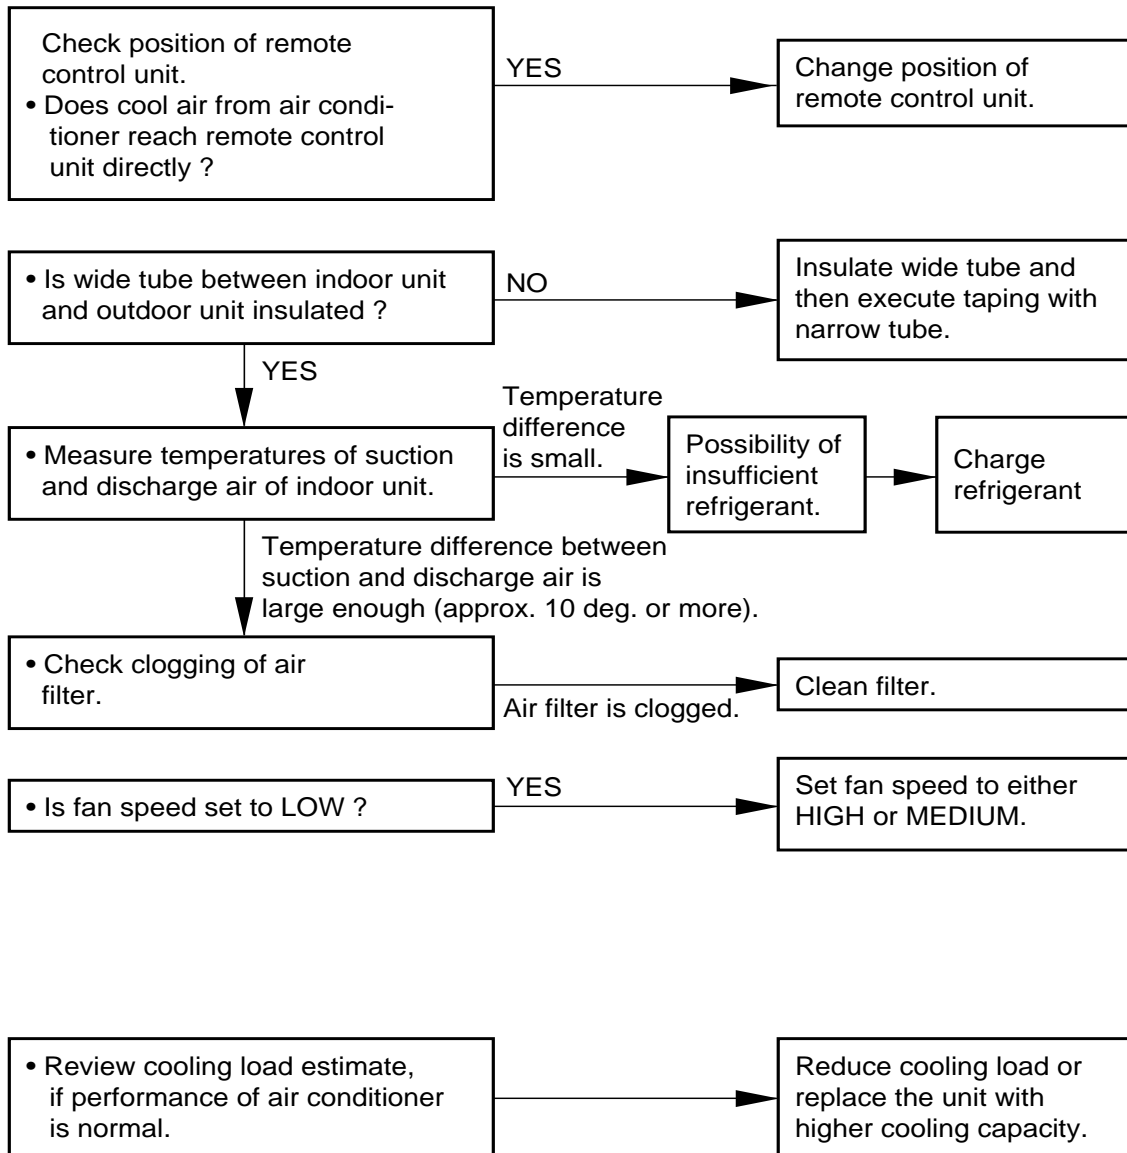 Check position of remote
control unit.
• Does cool air from air condi-
tioner reach remote control
unit directly ?
YES
Change position of
remote control unit.
• Is wide tube between indoor unit
and outdoor unit insulated ?
NO
Insulate wide tube and
then execute taping with
narrow tube.
YES
• Measure temperatures of suction
and discharge air of indoor unit.
Temperature
difference
is small.
Possibility of
insufficient
refrigerant.
Charge
refrigerant
Temperature difference between
suction and discharge air is
large enough (approx. 10 deg. or more).
• Check clogging of air
filter.
Air filter is clogged.
Clean filter.
• Is fan speed set to LOW ?
YES
Set fan speed to either
HIGH or MEDIUM.
• Review cooling load estimate,
if performance of air conditioner
is normal.
Reduce cooling load or
replace the unit with
higher cooling capacity.